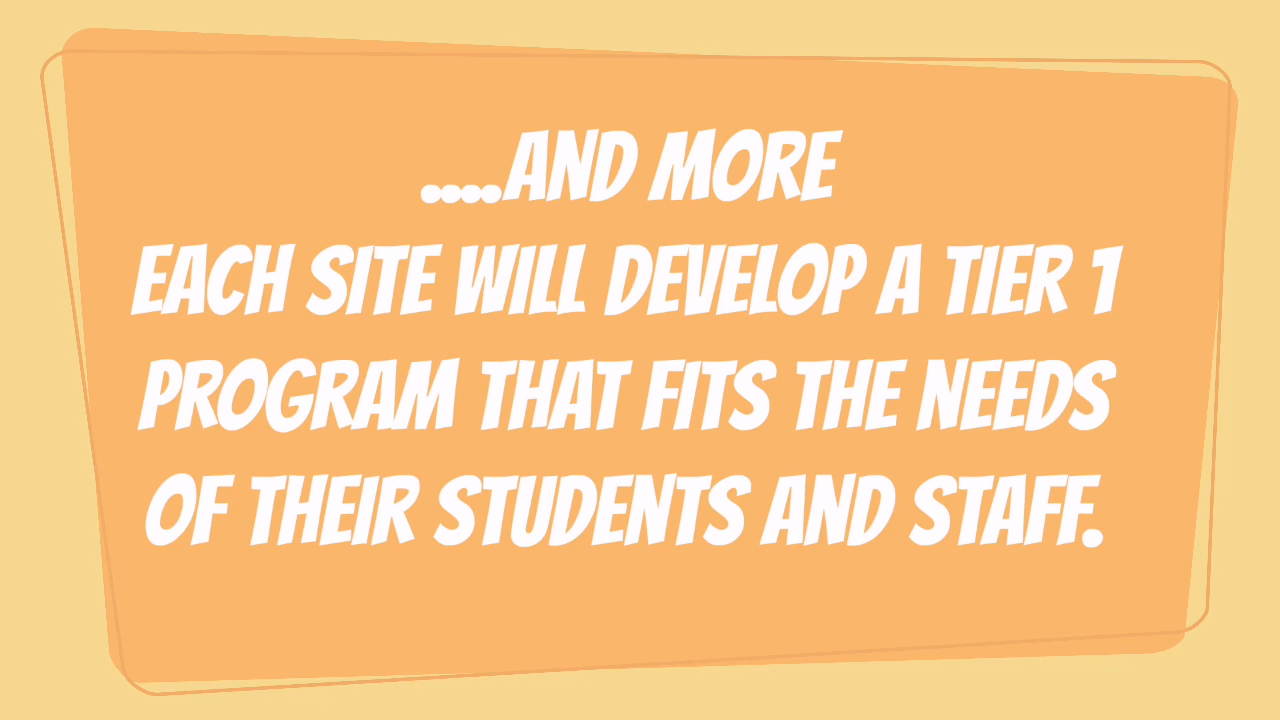 ....AND MORE
EACH SITE WILL DEVELOP A TIER 1
PROGRAM THAT FITS THE NEEDS
OF THEIR STUDENTS AND STAFF.